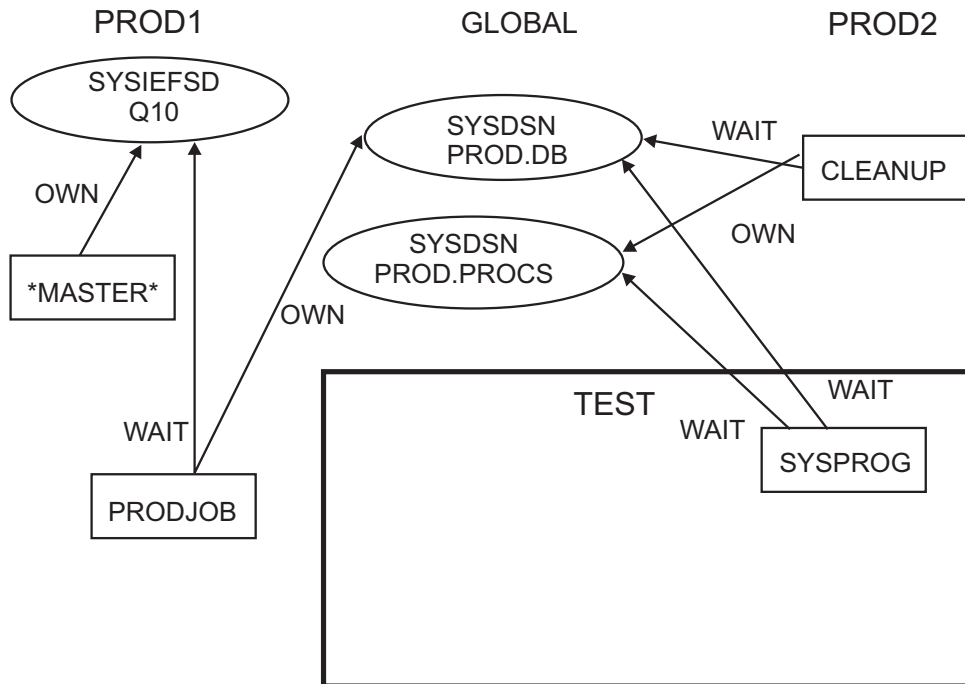 PROD1
GLOBAL
PROD2
SYSIEFSD
Q10
SYSDSN
PROD.DB
WAIT
CLEANUP
OWN
OWN
SYSDSN
PROD.PROCS
*MASTER*
OWN
TEST
WAIT
WAIT
WAIT
SYSPROG
PRODJOB